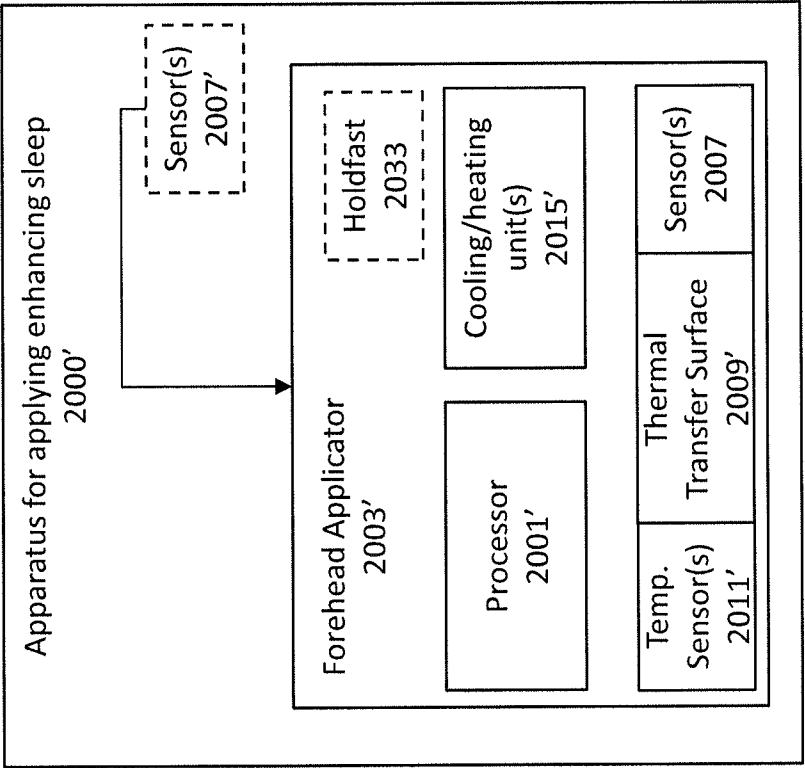 Apparatus for applying enhancing sleep
2000’
Sensor(s)
2007’
Forehead Applicator
2003’
Holdfast
2033
Processor
2001’
Cooling/heating
unit(s)
2015’
Temp.
Sensor(s)
2011’
Thermal
Transfer Surface
2009’
Sensor(s)
2007